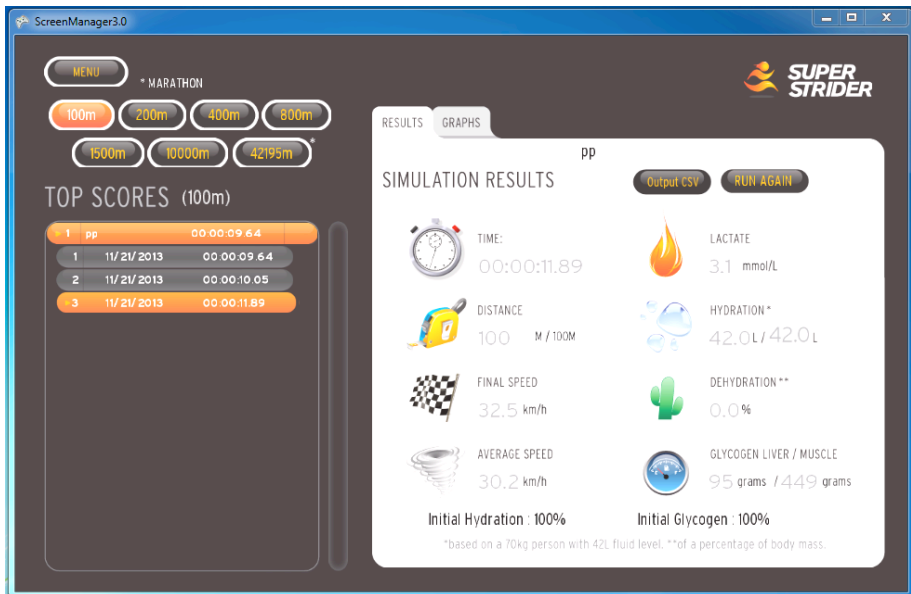 ScreenManager3.0
MENU
* MARATHON
SUPER
STRIDER
100m 200m 400m 800m
1500m 10000m 42195m *
TOP SCORES (100m)
1 pp 00:00:09.64
1 11/21/2013 00:00:09.64
2 11/21/2013 00:00:10.05
3 11/21/2013 00:00:11.89
RESULTS GRAPHS
pp
SIMULATION RESULTS
Output CSV RUN AGAIN
TIME:
00:00:11.89
LACTATE
3.1 mmol/L
DISTANCE
100 M / 100M
HYDRATION *
42.0 L / 42.0 L
FINAL SPEED
32.5 km/h
DEHYDRATION **
0.0 %
AVERAGE SPEED
30.2 km/h
GLYCOGEN LIVER / MUSCLE
95 grams / 449 grams
Initial Hydration : 100% Initial Glycogen : 100%
*based on a 70kg person with 42L fluid level. **of a percentage of body mass.